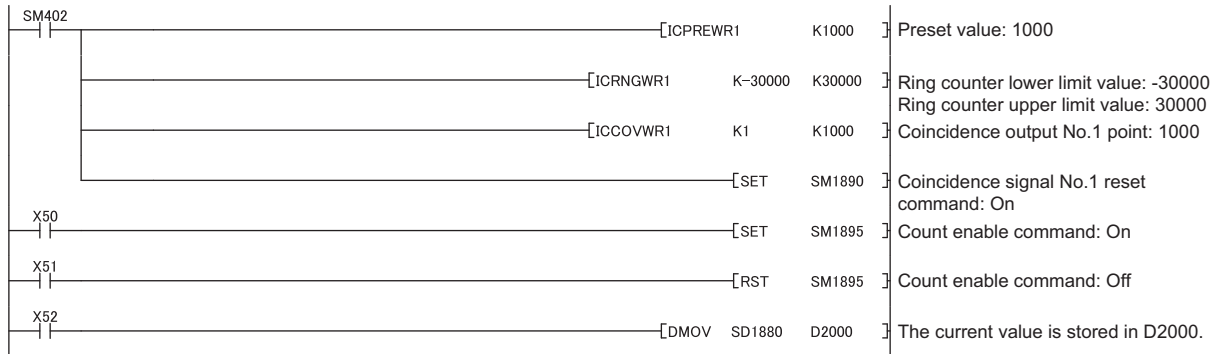 SM402
[ICPREWR1 K1000 ] Preset value: 1000
[ICRNGWR1 K-30000 K30000 ] Ring counter lower limit value: -30000
Ring counter upper limit value: 30000
[ICCOVWR1 K1 K1000 ] Coincidence output No.1 point: 1000
[SET SM1890 ] Coincidence signal No.1 reset
command: On
X50
[SET SM1895 ] Count enable command: On
X51
[RST SM1895 ] Count enable command: Off
X52
[DMOV SD1880 D2000 ] The current value is stored in D2000.